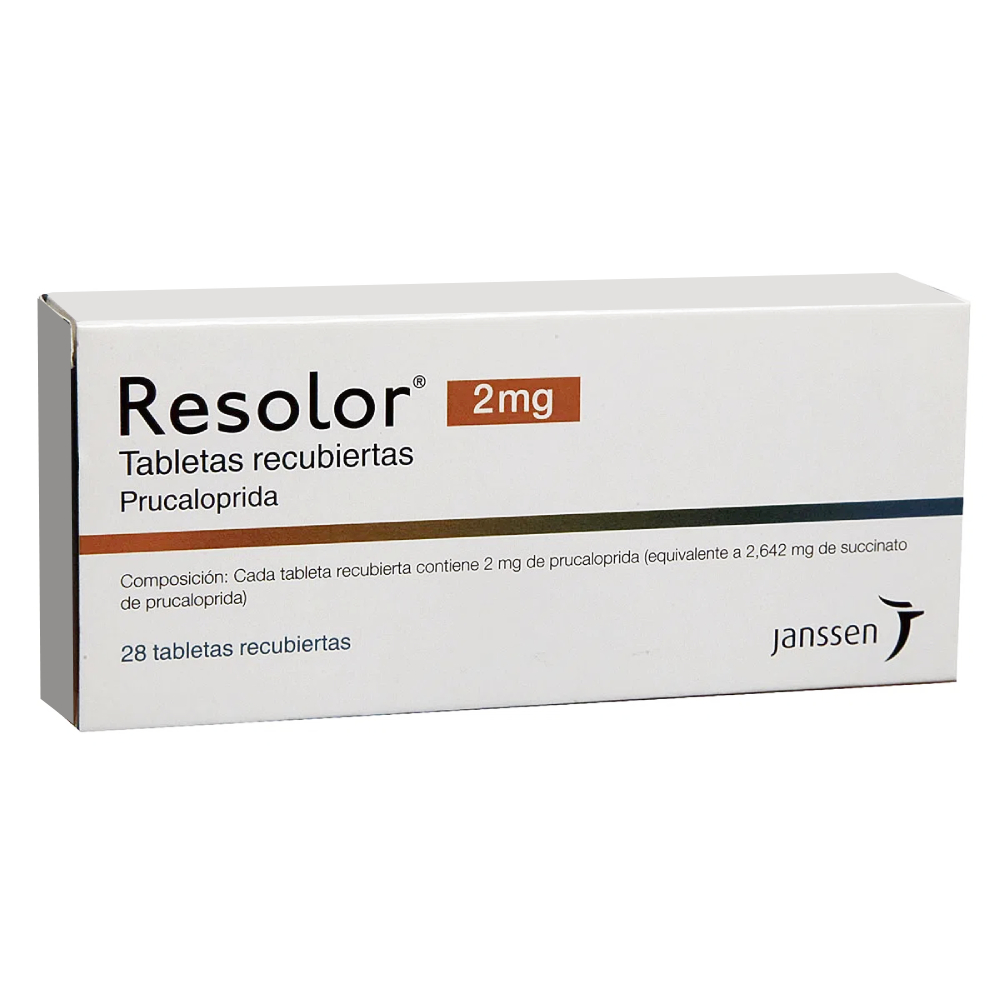 Resolor® 2mg
Tabletas recubiertas
Prucaloprida
Composición: Cada tableta recubierta contiene 2 mg de prucaloprida (equivalente a 2,642 mg de succinato
de prucaloprida)
28 tabletas recubiertas
janssen